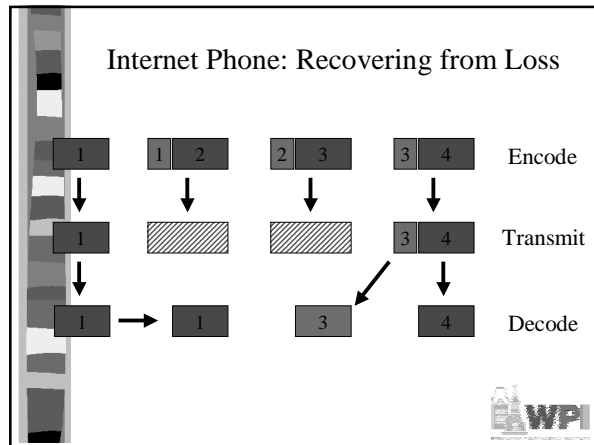 Internet Phone: Recovering from Loss
1 1 2 2 3 3 4 Encode
1 3 4 Transmit
1 1 3 4 Decode
WPI